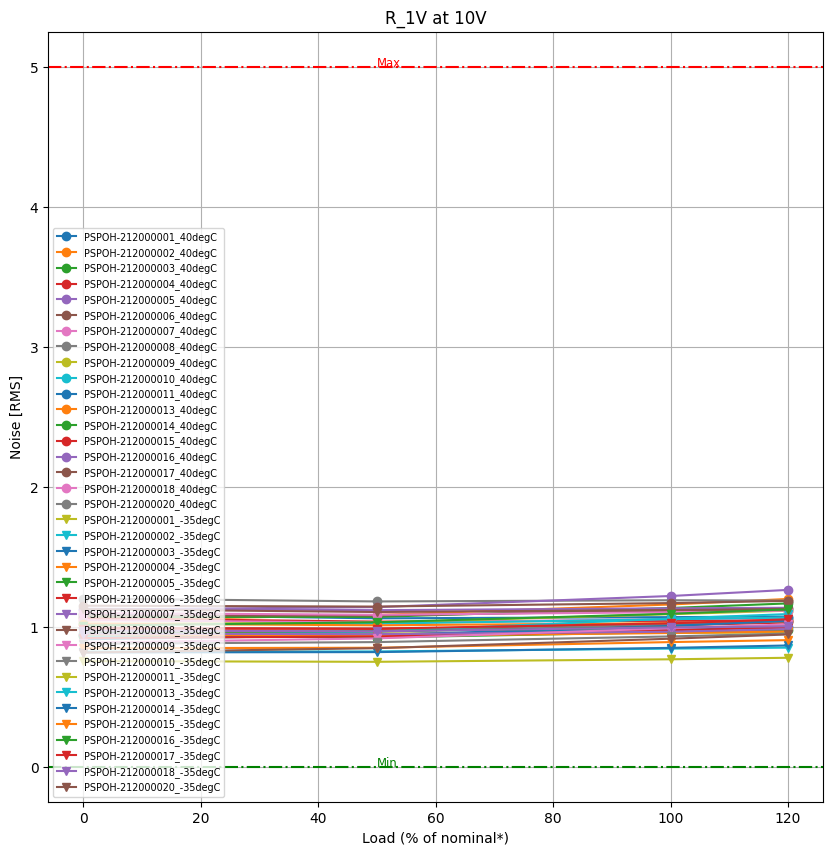 R_1V at 10V
Noise [RMS]
5
4
3
2
1
0
Max
PSPOH-212000001_40degC
PSPOH-212000002_40degC
PSPOH-212000003_40degC
PSPOH-212000004_40degC
PSPOH-212000005_40degC
PSPOH-212000006_40degC
PSPOH-212000007_40degC
PSPOH-212000008_40degC
PSPOH-212000009_40degC
PSPOH-212000010_40degC
PSPOH-212000011_40degC
PSPOH-212000013_40degC
PSPOH-212000014_40degC
PSPOH-212000015_40degC
PSPOH-212000016_40degC
PSPOH-212000017_40degC
PSPOH-212000018_40degC
PSPOH-212000020_40degC
PSPOH-212000001_-35degC
PSPOH-212000002_-35degC
PSPOH-212000003_-35degC
PSPOH-212000004_-35degC
PSPOH-212000005_-35degC
PSPOH-212000006_-35degC
PSPOH-212000007_-35degC
PSPOH-212000008_-35degC
PSPOH-212000009_-35degC
PSPOH-212000010_-35degC
PSPOH-212000011_-35degC
PSPOH-212000013_-35degC
PSPOH-212000014_-35degC
PSPOH-212000015_-35degC
PSPOH-212000016_-35degC
PSPOH-212000017_-35degC
PSPOH-212000018_-35degC
PSPOH-212000020_-35degC
Min
0 20 40 60 80 100 120
Load (% of nominal*)